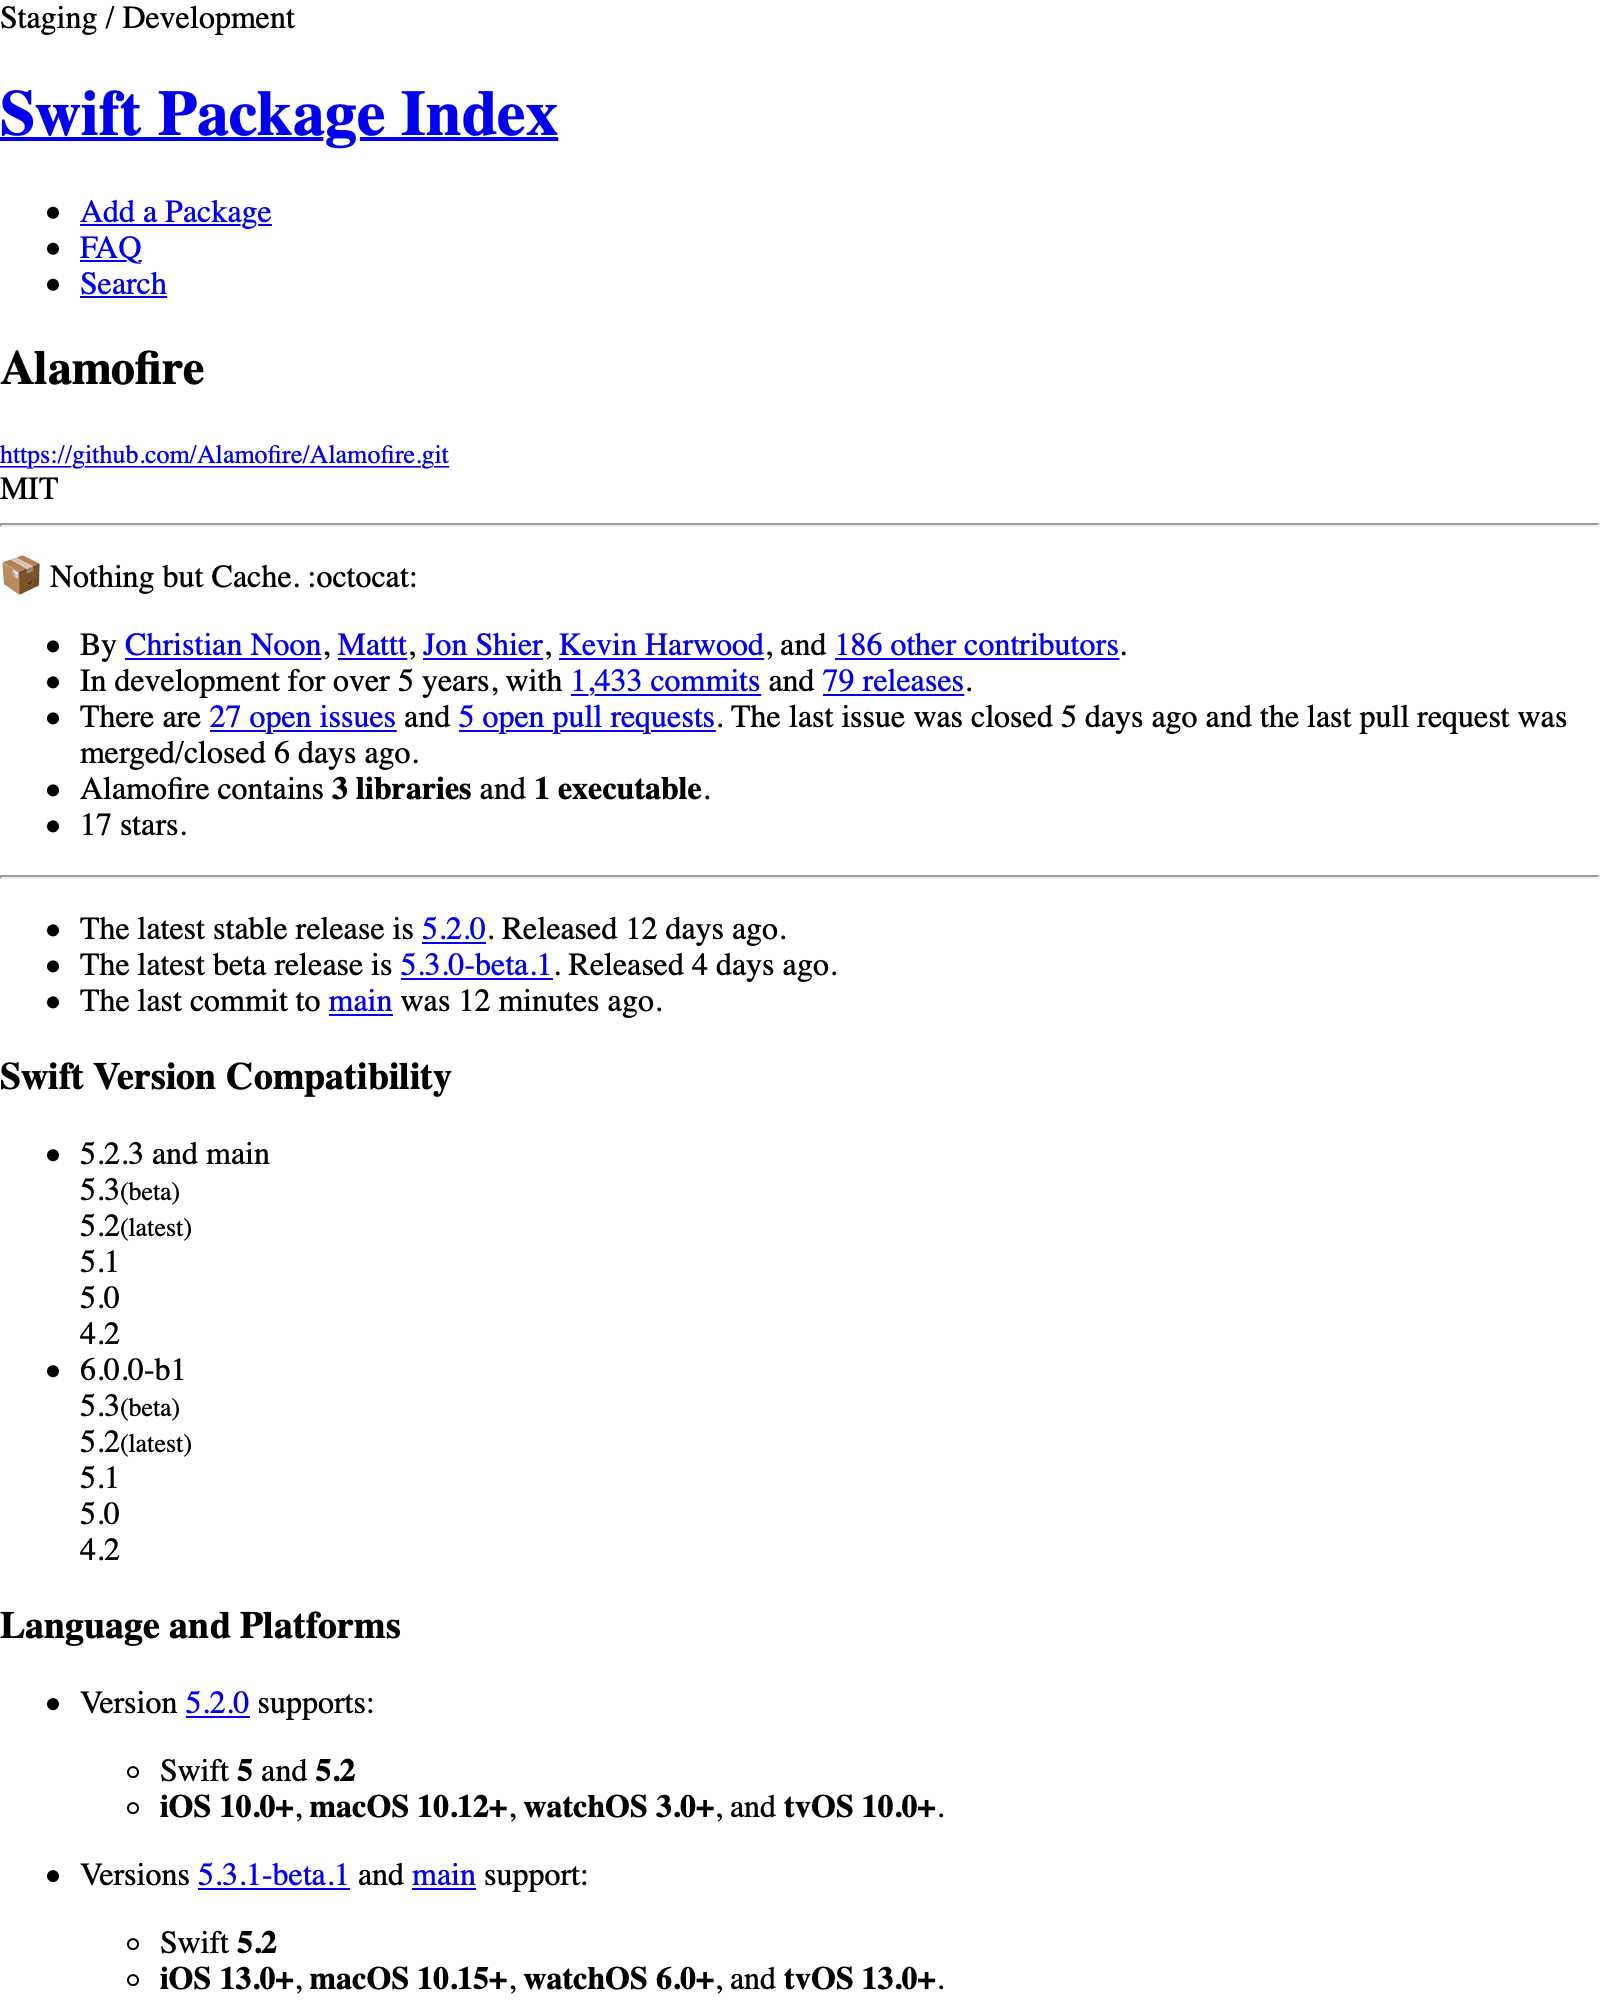 Staging / Development
Swift Package Index
Add a Package
FAQ
Search
Alamofire
https://github.com/Alamofire/Alamofire.git
MIT
📦 Nothing but Cache. :octocat:
By Christian Noon, Mattt, Jon Shier, Kevin Harwood, and 186 other contributors.
In development for over 5 years, with 1,433 commits and 79 releases.
There are 27 open issues and 5 open pull requests. The last issue was closed 5 days ago and the last pull request was
merged/closed 6 days ago.
Alamofire contains 3 libraries and 1 executable.
17 stars.
The latest stable release is 5.2.0. Released 12 days ago.
The latest beta release is 5.3.0-beta.1. Released 4 days ago.
The last commit to main was 12 minutes ago.
Swift Version Compatibility
5.2.3 and main
5.3(beta)
5.2(latest)
5.1
5.0
4.2
6.0.0-b1
5.3(beta)
5.2(latest)
5.1
5.0
4.2
Language and Platforms
Version 5.2.0 supports:
Swift 5 and 5.2
iOS 10.0+, macOS 10.12+, watchOS 3.0+, and tvOS 10.0+.
Versions 5.3.1-beta.1 and main support:
Swift 5.2
iOS 13.0+, macOS 10.15+, watchOS 6.0+, and tvOS 13.0+.